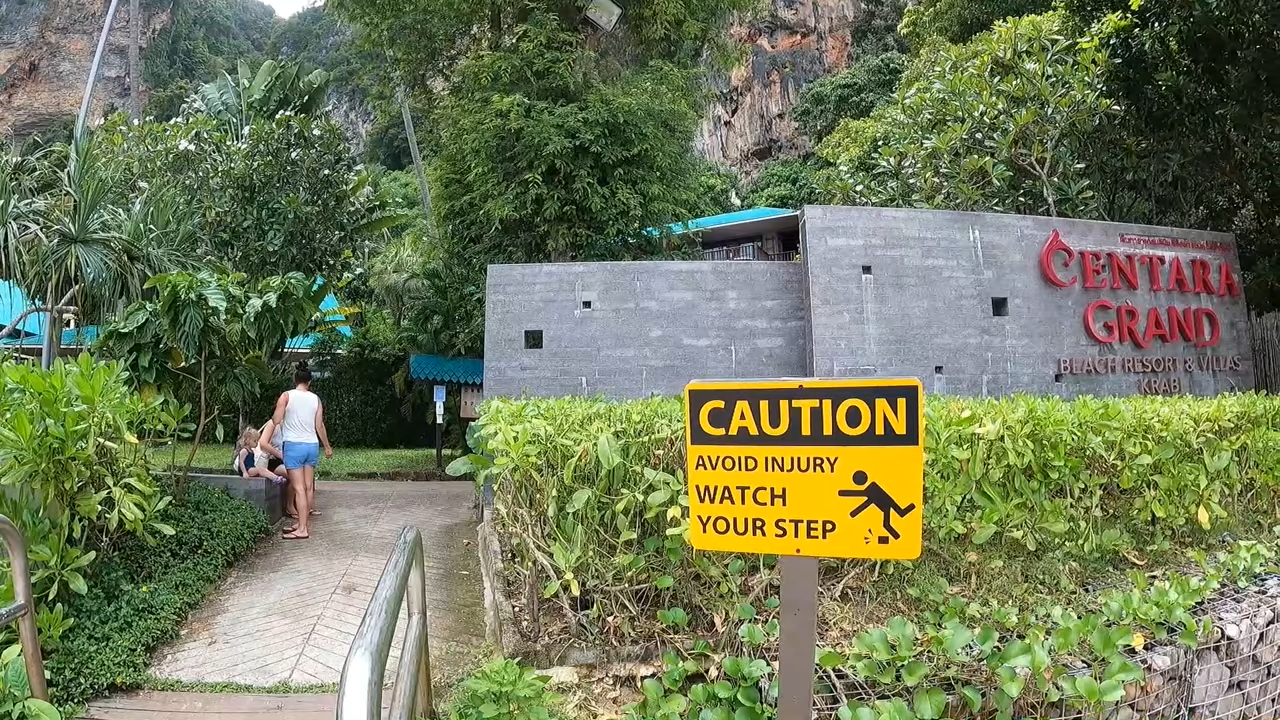 CENTARA
GRAND
BEACH RESORT & VILLAS
KRABI
CAUTION
AVOID INJURY
WATCH
YOUR STEP